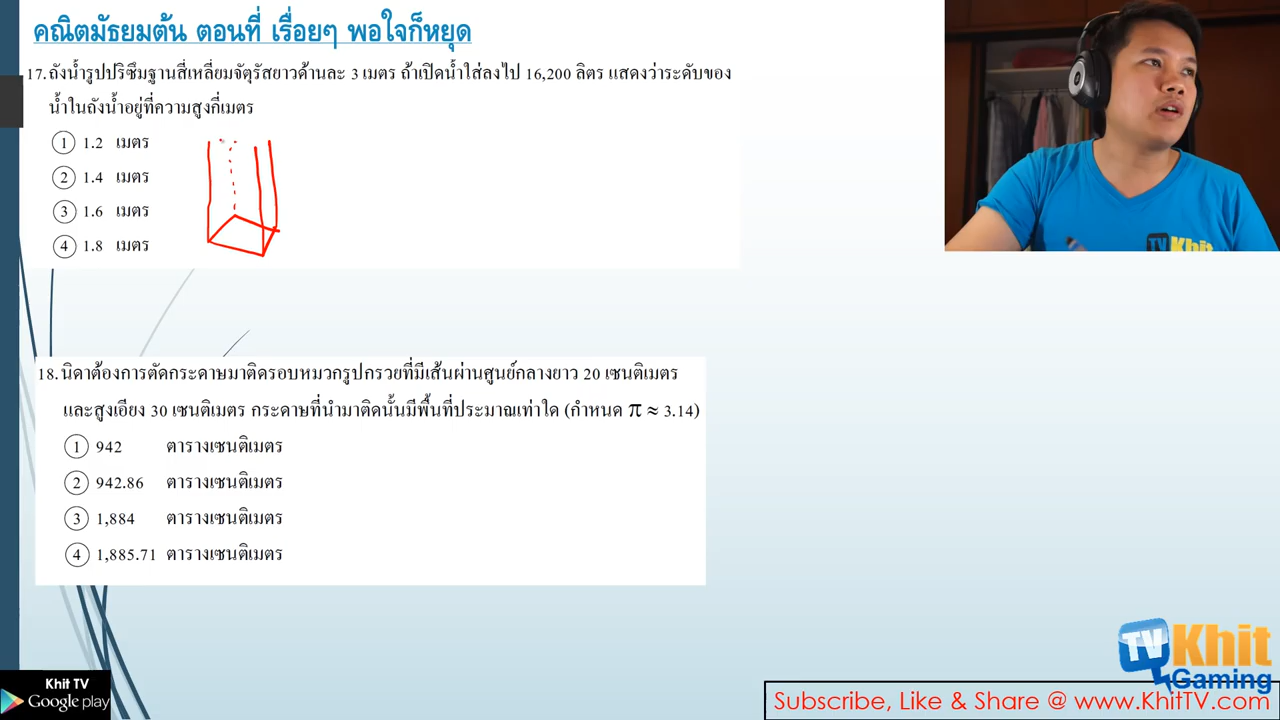 คณิตมัธยมต้น ตอนที่ เรื่อยๆ พอใจก็หยุด
17. ถังน้ำรูปปริซึมฐานสี่เหลี่ยมจัตุรัสยาวด้านละ 3 เมตร ถ้าเปิดน้ำใส่ลงไป 16,200 ลิตร แสดงว่าระดับของ
น้ำในถังน้ำอยู่ที่ความสูงกี่เมตร
1 1.2 เมตร
2 1.4 เมตร
3 1.6 เมตร
4 1.8 เมตร
TV Khit
18. นิดาต้องการตัดกระดาษมาติดรอบหมวกรูปกรวยที่มีเส้นผ่านศูนย์กลางยาว 20 เซนติเมตร
และสูงเอียง 30 เซนติเมตร กระดาษที่นำมาติดนั้นมีพื้นที่ประมาณเท่าใด (กำหนด π ≈ 3.14)
1 942 ตารางเซนติเมตร
2 942.86 ตารางเซนติเมตร
3 1,884 ตารางเซนติเมตร
4 1,885.71 ตารางเซนติเมตร
TV Khit
Gaming
Khit TV
Google play
Subscribe, Like & Share @ www.KhitTV.com